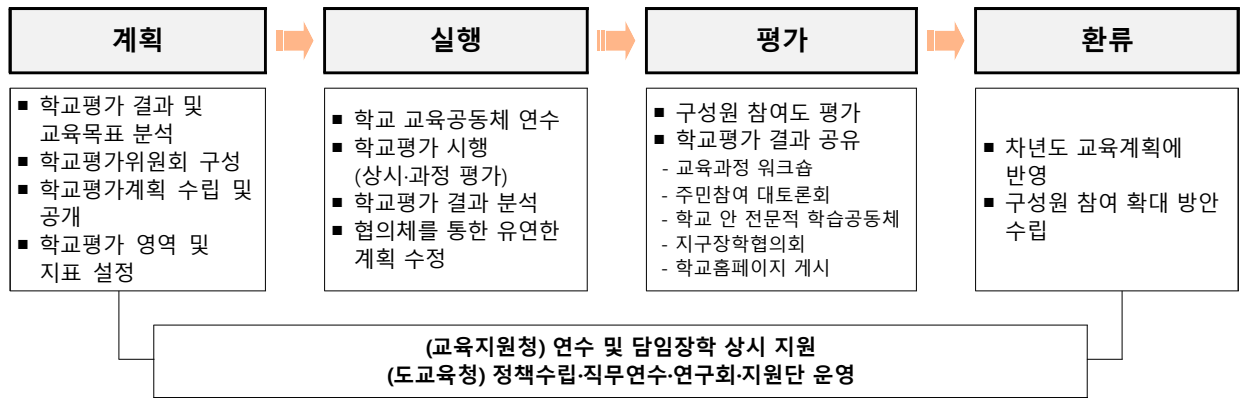 계획
실행
평가
환류
■ 학교평가 결과 및
교육목표 분석
■ 학교평가위원회 구성
■ 학교평가계획 수립 및
공개
■ 학교평가 영역 및
지표 설정
■ 학교 교육공동체 연수
■ 학교평가 시행
(상시·과정 평가)
■ 학교평가 결과 분석
■ 협의체를 통한 유연한
계획 수정
■ 구성원 참여도 평가
■ 학교평가 결과 공유
- 교육과정 워크숍
- 주민참여 대토론회
- 학교 안 전문적 학습공동체
- 지구장학협의회
- 학교홈페이지 게시
■ 차년도 교육계획에
반영
■ 구성원 참여 확대 방안
수립
(교육지원청) 연수 및 담임장학 상시 지원
(도교육청) 정책수립·직무연수·연구회·지원단 운영